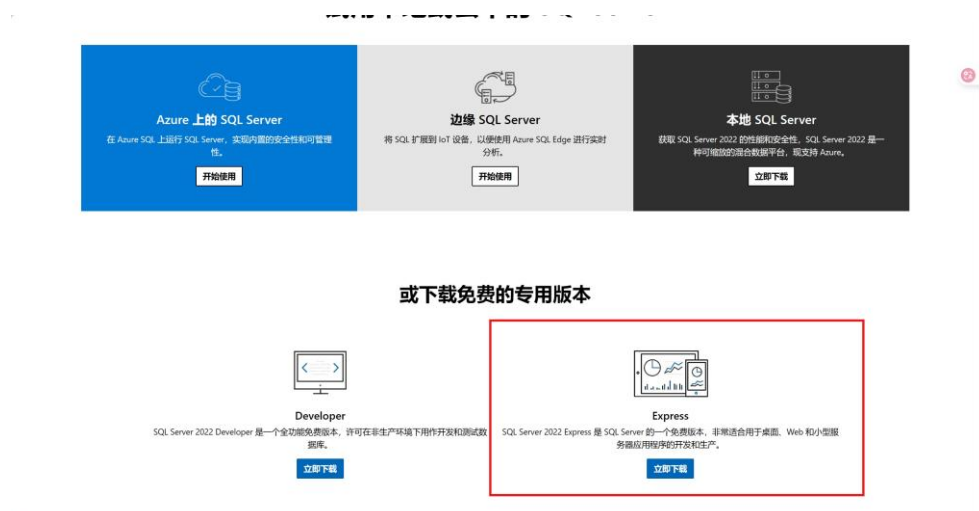 Azure 上的 SQL Server
在 Azure SQL 上运行 SQL Server，实现内置的安全性和可管理
性。
开始使用
边缘 SQL Server
将 SQL 扩展到 IoT 设备，以便使用 Azure SQL Edge 进行实时
分析。
开始使用
本地 SQL Server
获取 SQL Server 2022 的性能和安全性，SQL Server 2022 是一
种可缩放的混合数据平台，现支持 Azure。
立即下载
或下载免费的专用版本
Developer
SQL Server 2022 Developer 是一个全功能免费版本，许可在非生产环境下用作开发和测试数
据库。
立即下载
Express
SQL Server 2022 Express 是 SQL Server 的一个免费版本，非常适合用于桌面、Web 和小型服
务器应用程序的开发和生产。
立即下载